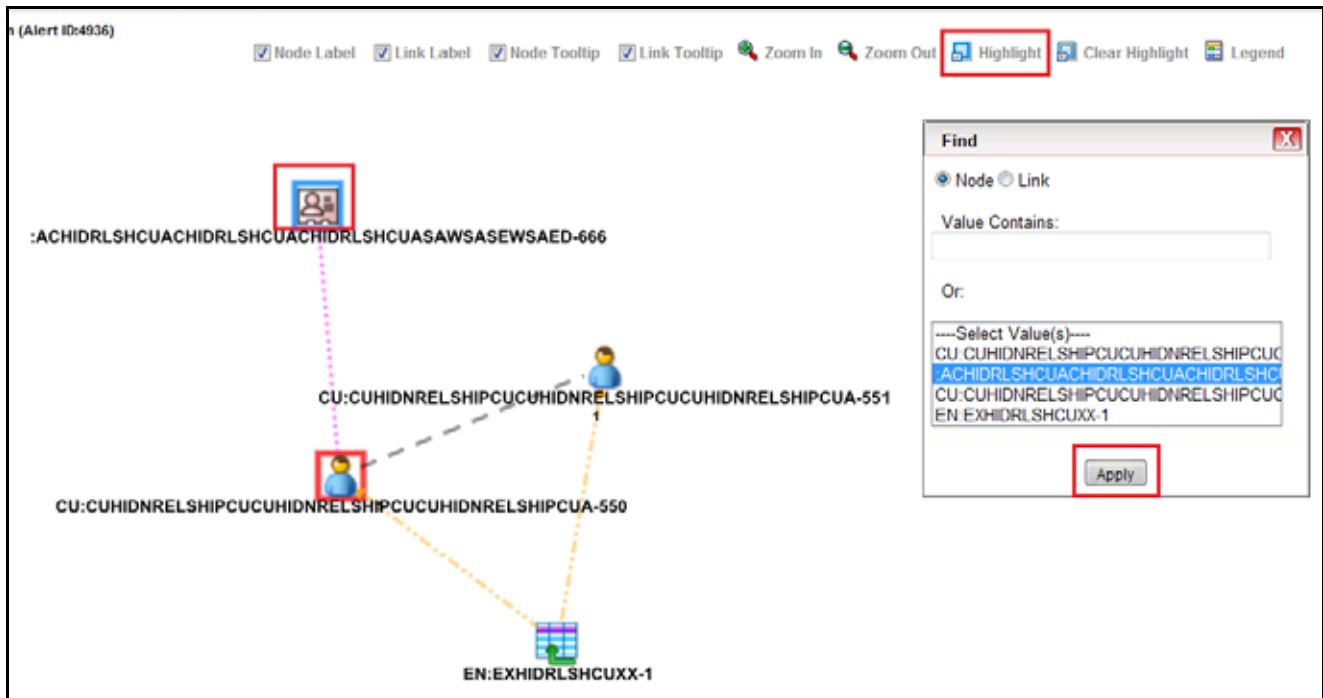 n (Alert ID:4936)
Node Label Link Label Node Tooltip Link Tooltip Zoom In Zoom Out Highlight Clear Highlight Legend
Find
X
Node Link
Value Contains:
Or:
----Select Value(s)----
CU:CUHIDNRELSHIPCUCUHIDNRELSHIPCUC
:ACHIDRLSHCUACHIDRLSHCUACHIDRLSHCU
CU:CUHIDNRELSHIPCUCUHIDNRELSHIPCUC
EN:EXHIDRLSHCUXX-1
Apply
:ACHIDRLSHCUACHIDRLSHCUACHIDRLSHCUASAWSASEWSAED-666
CU:CUHIDNRELSHIPCUCUHIDNRELSHIPCUCUHIDNRELSHIPCUA-551
1
CU:CUHIDNRELSHIPCUCUHIDNRELSHIPCUCUHIDNRELSHIPCUA-550
EN:EXHIDRLSHCUXX-1